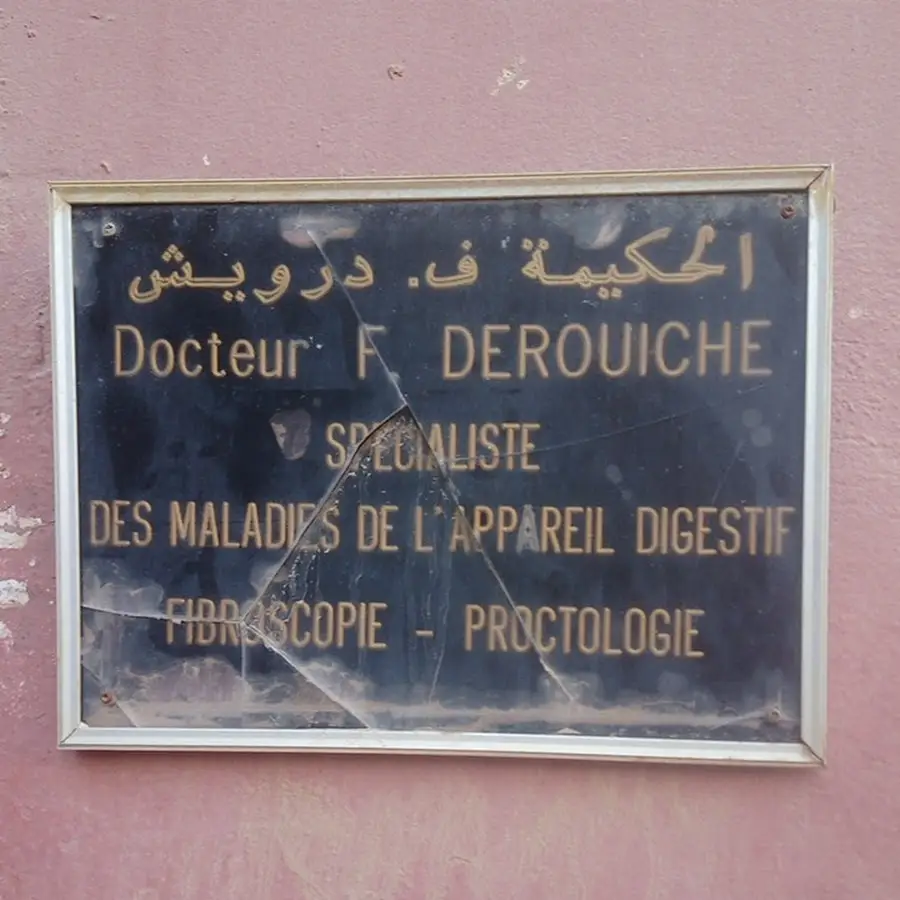 الحكيمة ف. درويش
Docteur F DEROUICHE
SPECIALISTE
DES MALADIES DE L'APPAREIL DIGESTIF
FIBROSCOPIE - PROCTOLOGIE